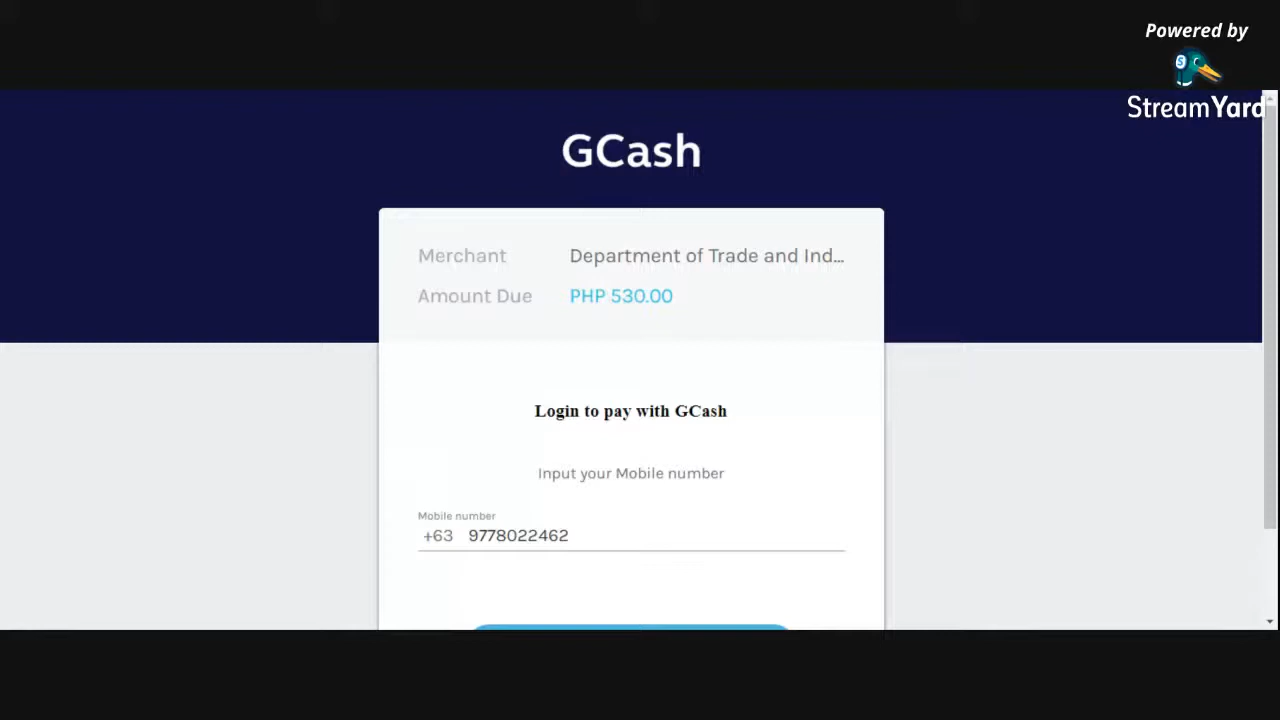 Powered by
StreamYard
GCash
Merchant Department of Trade and Ind...
Amount Due PHP 530.00
Login to pay with GCash
Input your Mobile number
Mobile number
+63 9778022462